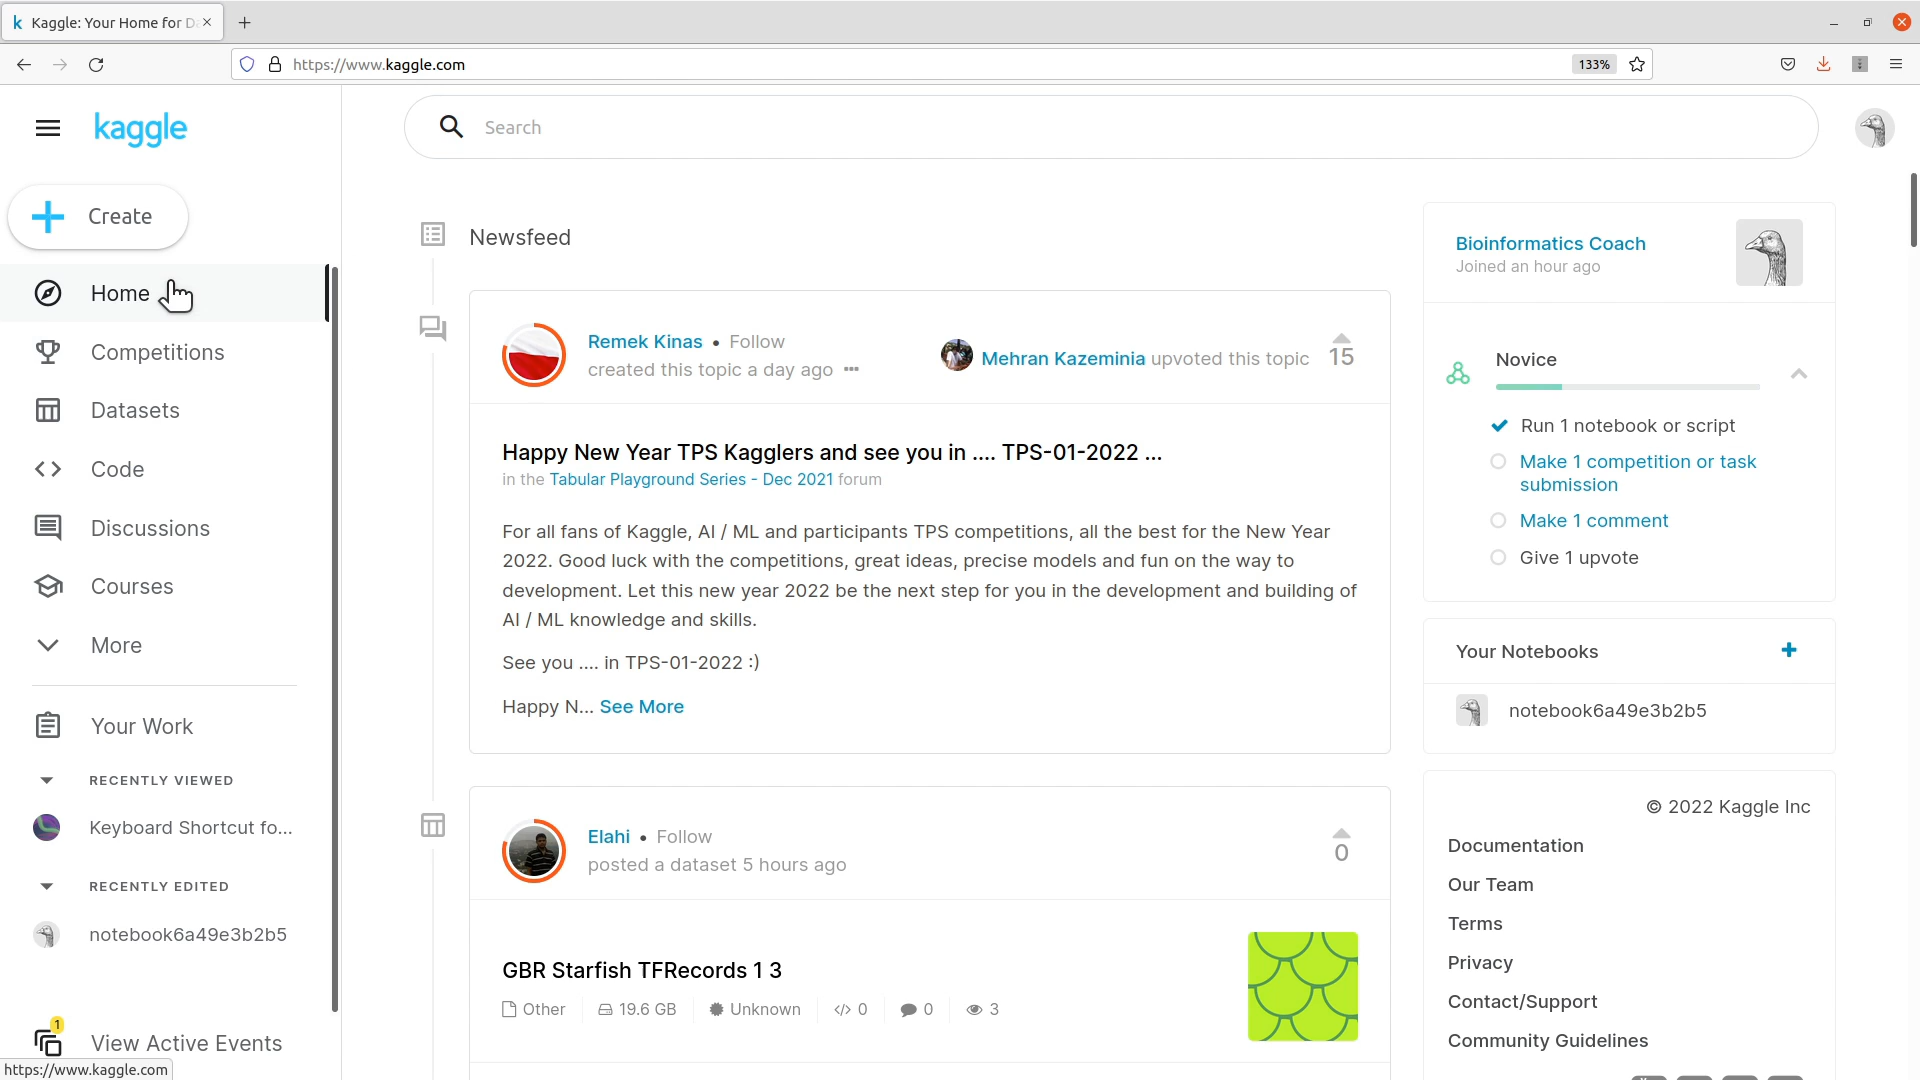 Kaggle: Your Home for D
https://www.kaggle.com
133%
kaggle
Search
Create
Home
Competitions
Datasets
Code
Discussions
Courses
More
Your Work
RECENTLY VIEWED
Keyboard Shortcut fo...
RECENTLY EDITED
notebook6a49e3b2b5
1
View Active Events
https://www.kaggle.com
Newsfeed
Remek Kinas • Follow
created this topic a day ago
Mehran Kazeminia upvoted this topic
15
Happy New Year TPS Kagglers and see you in .... TPS-01-2022 ...
in the Tabular Playground Series - Dec 2021 forum
For all fans of Kaggle, AI / ML and participants TPS competitions, all the best for the New Year
2022. Good luck with the competitions, great ideas, precise models and fun on the way to
development. Let this new year 2022 be the next step for you in the development and building of
AI / ML knowledge and skills.
See you .... in TPS-01-2022 :)
Happy N... See More
Elahi • Follow
posted a dataset 5 hours ago
0
GBR Starfish TFRecords 1 3
Other 19.6 GB Unknown 0 0 3
Bioinformatics Coach
Joined an hour ago
Novice
Run 1 notebook or script
Make 1 competition or task
submission
Make 1 comment
Give 1 upvote
Your Notebooks
notebook6a49e3b2b5
© 2022 Kaggle Inc
Documentation
Our Team
Terms
Privacy
Contact/Support
Community Guidelines